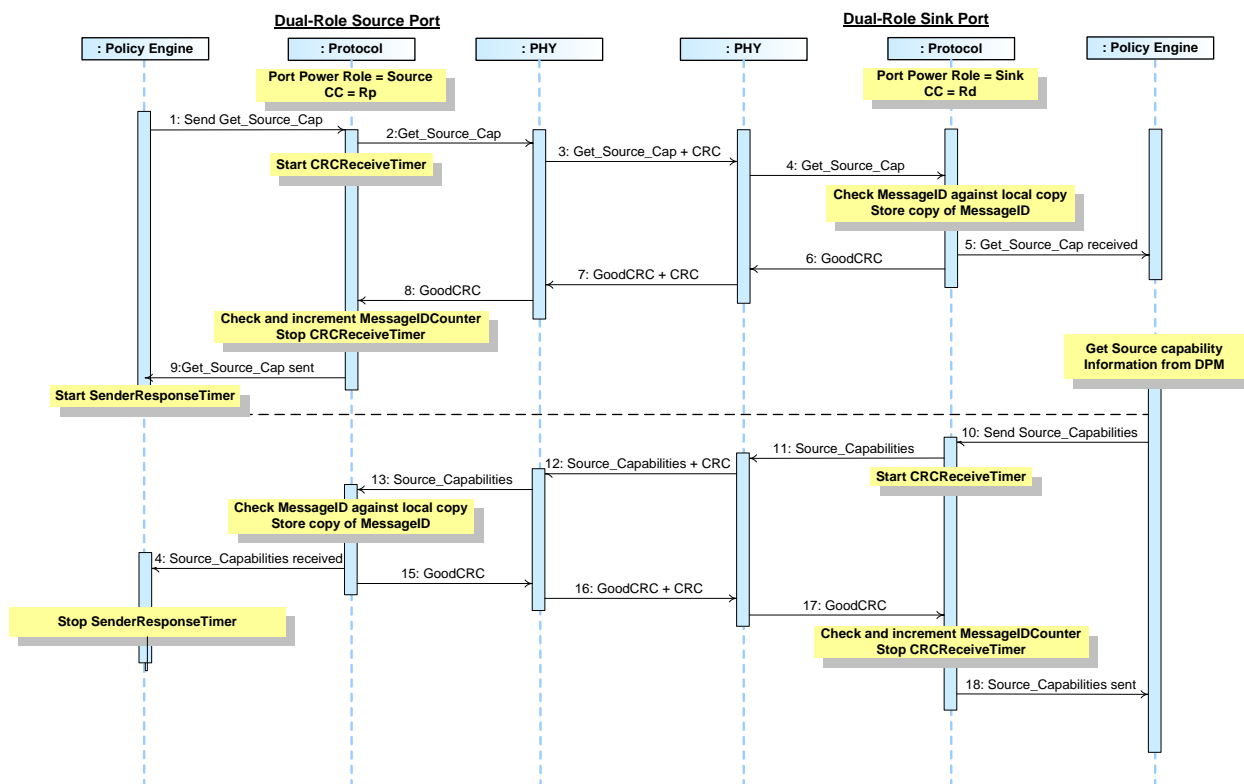 Dual-Role Source Port
Dual-Role Sink Port
: Policy Engine
: Protocol
: PHY
: PHY
: Protocol
: Policy Engine
Port Power Role = Source
CC = Rp
Port Power Role = Sink
CC = Rd
1: Send Get_Source_Cap
2:Get_Source_Cap
Start CRCReceiveTimer
3: Get_Source_Cap + CRC
4: Get_Source_Cap
Check MessageID against local copy
Store copy of MessageID
5: Get_Source_Cap received
6: GoodCRC
7: GoodCRC + CRC
8: GoodCRC
Check and increment MessageIDCounter
Stop CRCReceiveTimer
9:Get_Source_Cap sent
Start SenderResponseTimer
Get Source capability
Information from DPM
10: Send Source_Capabilities
11: Source_Capabilities
Start CRCReceiveTimer
12: Source_Capabilities + CRC
13: Source_Capabilities
Check MessageID against local copy
Store copy of MessageID
4: Source_Capabilities received
15: GoodCRC
Stop SenderResponseTimer
16: GoodCRC + CRC
17: GoodCRC
Check and increment MessageIDCounter
Stop CRCReceiveTimer
18: Source_Capabilities sent